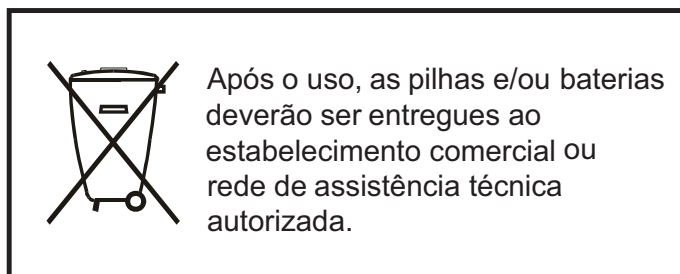 Após o uso, as pilhas e/ou baterias
deverão ser entregues ao
estabelecimento comercial ou
rede de assistência técnica
autorizada.